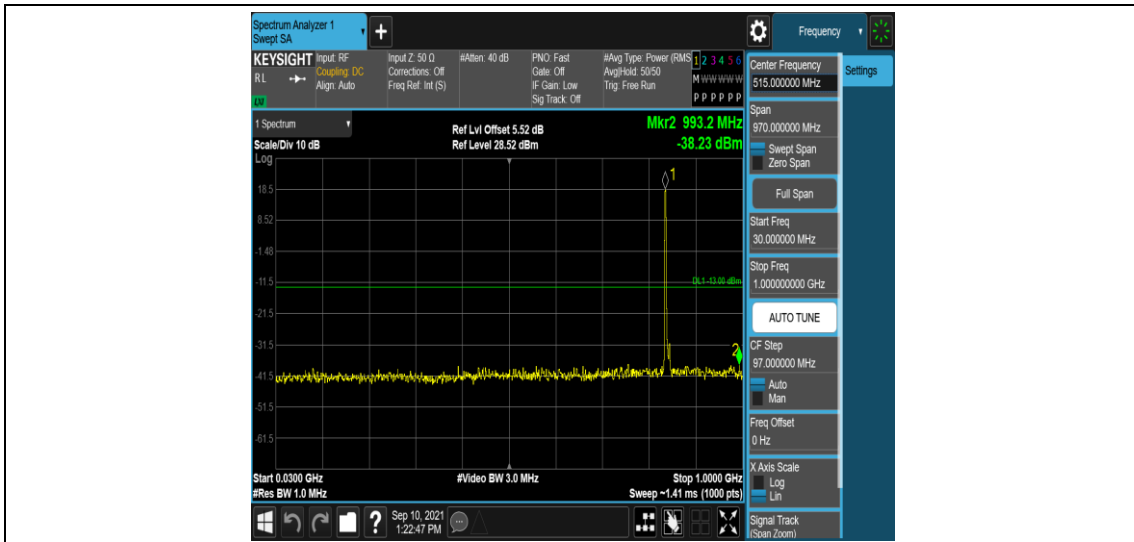 Spectrum Analyzer 1
Swept SA
+
Frequency
KEYSIGHT
RL
LXI
Input: RF
Coupling: DC
Align: Auto
Input Z: 50 Ω
Corrections: Off
Freq Ref: Int (S)
#Atten: 40 dB
PNO: Fast
Gate: Off
IF Gain: Low
Sig Track: Off
#Avg Type: Power (RMS
Avg|Hold: 50/50
Trig: Free Run
1 2 3 4 5 6
M W W W W W
P P P P P P
1 Spectrum
Scale/Div 10 dB
Log
Ref Lvl Offset 5.52 dB
Ref Level 28.52 dBm
Mkr2 993.2 MHz
-38.23 dBm
1
18.5
8.52
-1.48
-11.5
DL1 -13.00 dBm
-21.5
-31.5
2
-41.5
-51.5
-61.5
Start 0.0300 GHz
#Res BW 1.0 MHz
#Video BW 3.0 MHz
Stop 1.0000 GHz
Sweep ~1.41 ms (1000 pts)
Sep 10, 2021
1:22:47 PM
?
Center Frequency
515.000000 MHz
Settings
Span
970.000000 MHz
Swept Span
Zero Span
Full Span
Start Freq
30.000000 MHz
Stop Freq
1.000000000 GHz
AUTO TUNE
CF Step
97.000000 MHz
Auto
Man
Freq Offset
0 Hz
X Axis Scale
Log
Lin
Signal Track
(Span Zoom)